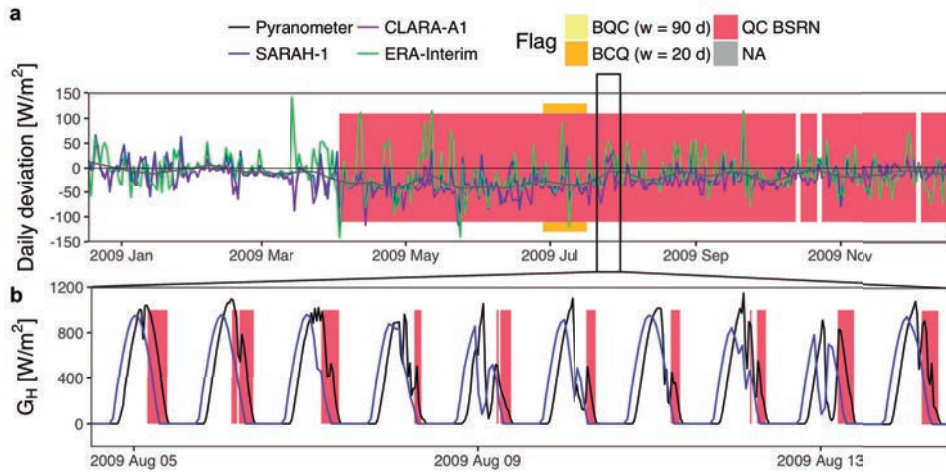 a
Pyranometer CLARA-A1
SARAH-1 ERA-Interim
Flag
BQC (w = 90 d) QC BSRN
BCQ (w = 20 d) NA
Daily deviation [W/m²]
150
100
50
0
-50
-100
-150
2009 Jan 2009 Mar 2009 May 2009 Jul 2009 Sep 2009 Nov
b
G_H [W/m²]
1200
800
400
0
2009 Aug 05 2009 Aug 09 2009 Aug 13